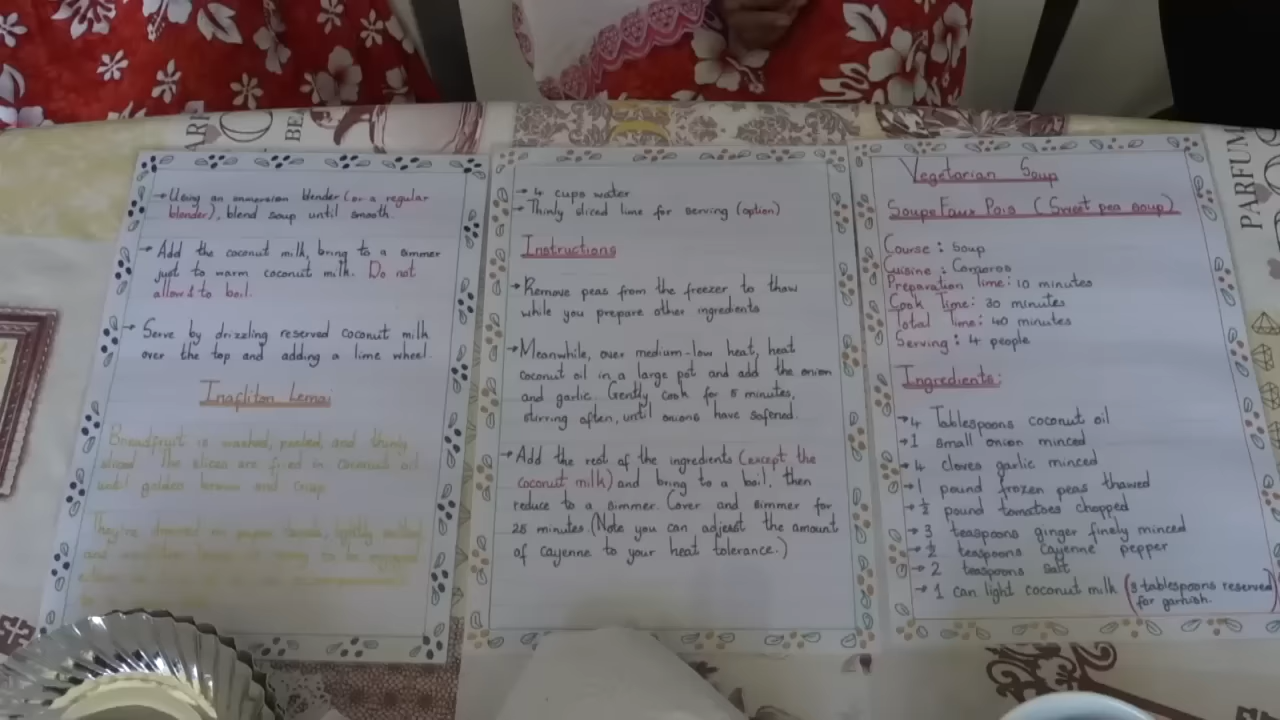 → Using an immersion blender (or a regular
blender), blend soup until smooth.
→ Add the coconut milk, bring to a simmer
just to warm coconut milk. Do not
allow it to boil.
→ Serve by drizzling reserved coconut milk
over the top and adding a lime wheel.
Breadfruit is washed, peeled, and thinly
sliced. The slices are fried in coconut oil
until golden brown and crisp.
→ 4 cups water
→ Thinly sliced lime for serving (option)
Instructions
→ Remove peas from the freezer to thaw
while you prepare other ingredients
→ Meanwhile, over medium-low heat, heat
coconut oil in a large pot and add the onion
and garlic. Gently cook for 5 minutes,
stirring often, until onions have safened.
→ Add the rest of the ingredients (except the
coconut milk) and bring to a boil, then
reduce to a simmer. Cover and simmer for
25 minutes (Note you can adjest the amount
of cayenne to your heat tolerance.)
Vegetarian Soup
Soupe Faux Pois (Sweet pea soup)
Course : Soup
Cuisine : Comoros
Preparation time: 10 minutes
Cook Time: 30 minutes
Total Time: 40 minutes
Serving: 4 people
Ingredients:
→ 4 Tablespoons coconut oil
→ 1 small onion minced
→ 4 cloves garlic minced
→ 1 pound frozen peas thawed
→ ½ pound tomatoes chopped
→ 3 teaspoons ginger finely minced
→ ½ teaspoons Cayenne pepper
→ 2 teaspoons salt
→ 1 can light coconut milk (3 tablespoons reserved
for garnish.
PARFUM